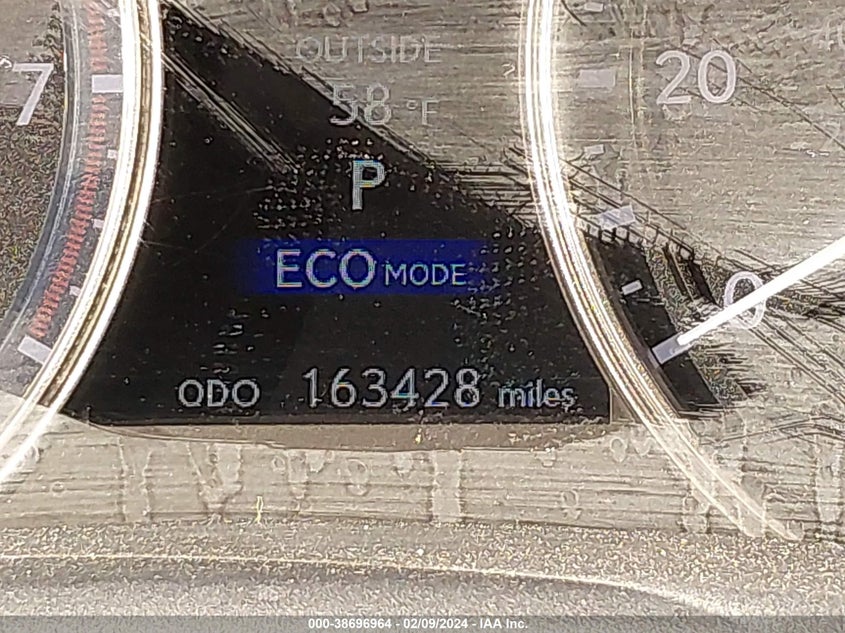 OUTSIDE
58 °F
7
20
P
ECO MODE
0
ODO 163428 miles
000-38696964 - 02/09/2024 - IAA Inc.